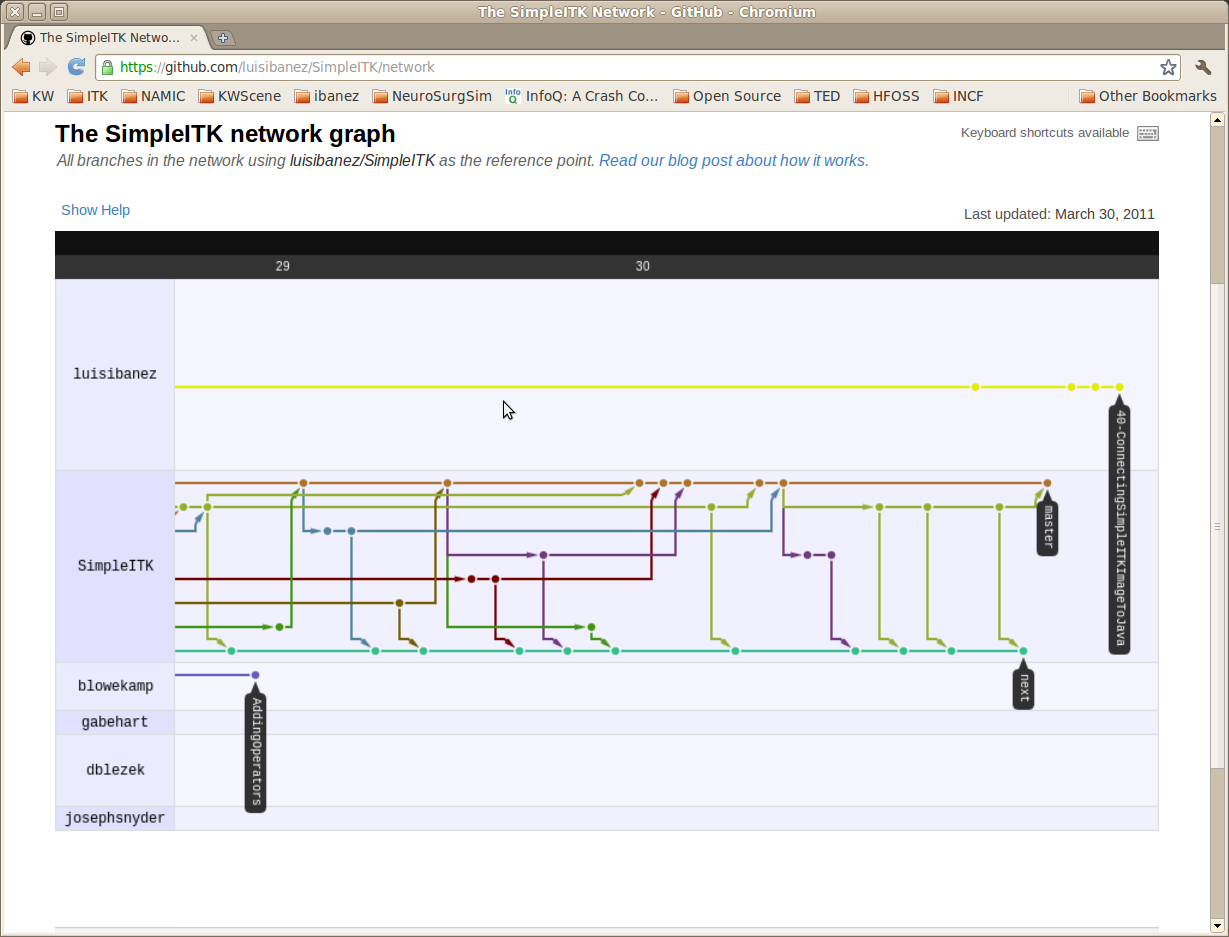 The SimpleITK Network - GitHub - Chromium
The SimpleITK Netwo...
https://github.com/luisibanez/SimpleITK/network
KW ITK NAMIC KWScene ibanez NeuroSurgSim Info InfoQ: A Crash Co... Open Source TED HFOSS INCF Other Bookmarks
The SimpleITK network graph
Keyboard shortcuts available
All branches in the network using luisibanez/SimpleITK as the reference point. Read our blog post about how it works.
Show Help
Last updated: March 30, 2011
29 30
luisibanez
40-ConnectingSimpleITKImageToJava
master
SimpleITK
next
blowekamp
AddingOperators
gabehart
dblezek
josephsnyder